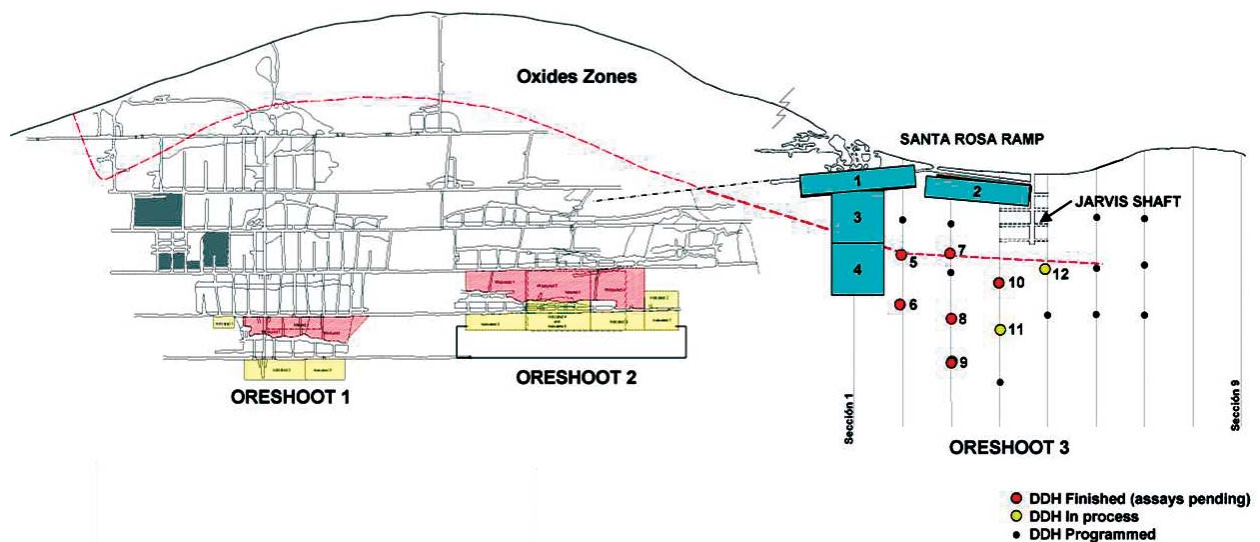 Oxides Zones
SANTA ROSA RAMP
1
2
JARVIS SHAFT
3
4
5
7
12
10
6
8
11
9
ORESHOOT 1
ORESHOOT 2
ORESHOOT 3
Sección 1
Sección 9
DDH Finished (assays pending)
DDH In process
DDH Programmed